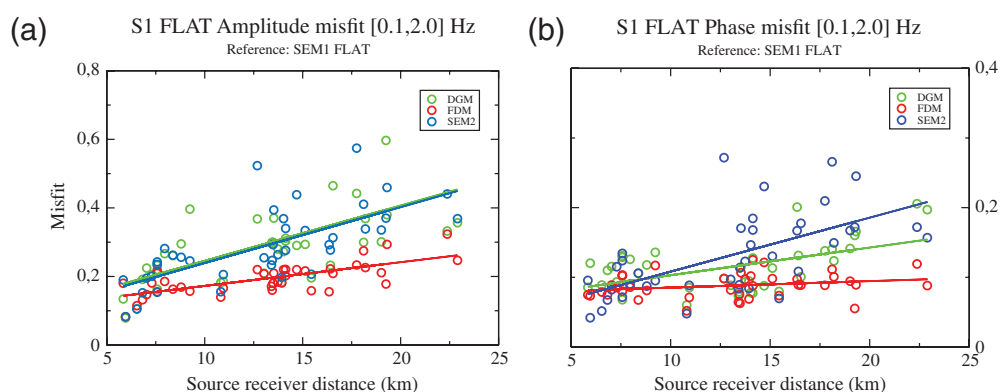 (a) S1 FLAT Amplitude misfit [0.1,2.0] Hz
Reference: SEM1 FLAT
0.8
0.6
0.4
0.2
0
Misfit
DGM
FDM
SEM2
5 10 15 20 25
Source receiver distance (km)
(b) S1 FLAT Phase misfit [0.1,2.0] Hz
Reference: SEM1 FLAT
DGM
FDM
SEM2
0,4
0,2
0
5 10 15 20 25
Source receiver distance (km)